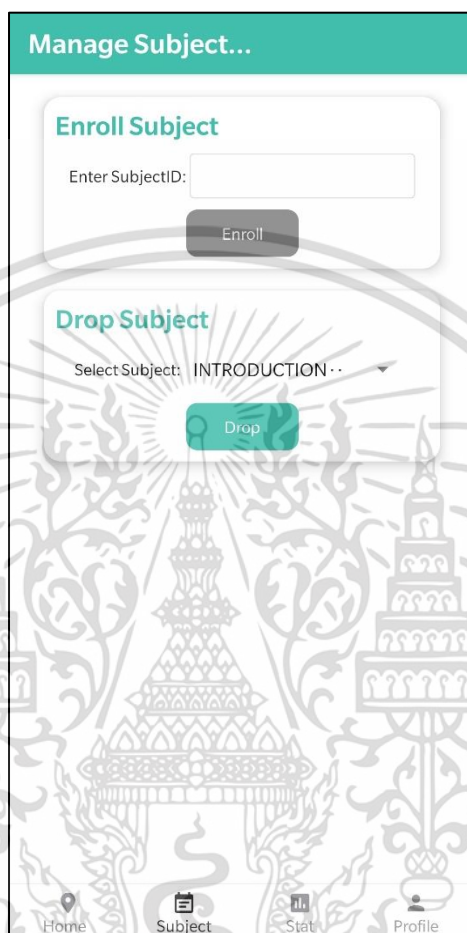 Manage Subject...
Enroll Subject
Enter SubjectID:
Enroll
Drop Subject
Select Subject: INTRODUCTION··
Drop
Home Subject Stat Profile